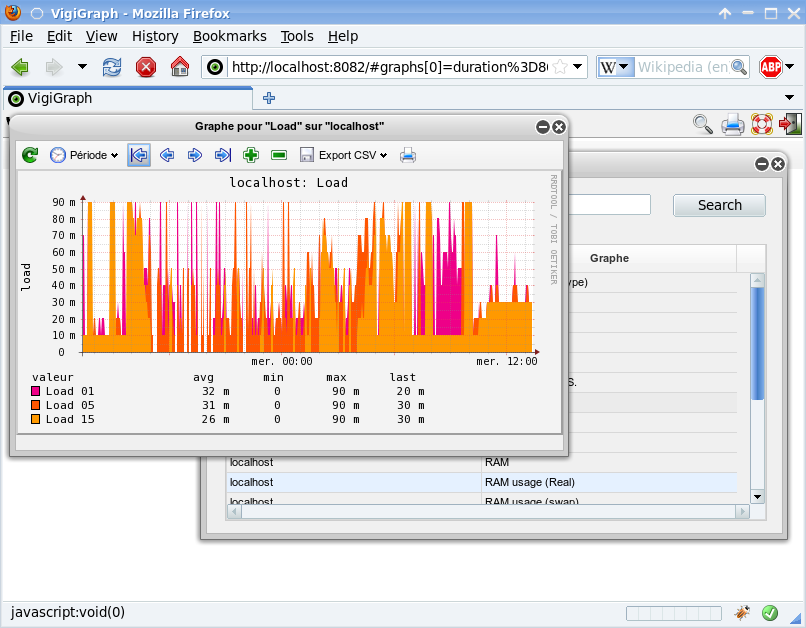 VigiGraph - Mozilla Firefox
File Edit View History Bookmarks Tools Help
http://localhost:8082/#graphs[0]=duration%3D8
W Wikipedia (en
ABP
VigiGraph
Graphe pour "Load" sur "localhost"
Période Export CSV
Search
localhost: Load
RRDTOOL / TOBI OETIKER
load
90 m
80 m
70 m
60 m
50 m
40 m
30 m
20 m
10 m
0
mer. 00:00 mer. 12:00
valeur avg min max last
Load 01 32 m 0 90 m 20 m
Load 05 31 m 0 90 m 30 m
Load 15 26 m 0 90 m 30 m
Graphe
ype)
S.
localhost RAM
localhost RAM usage (Real)
localhost RAM usage (swap)
javascript:void(0)